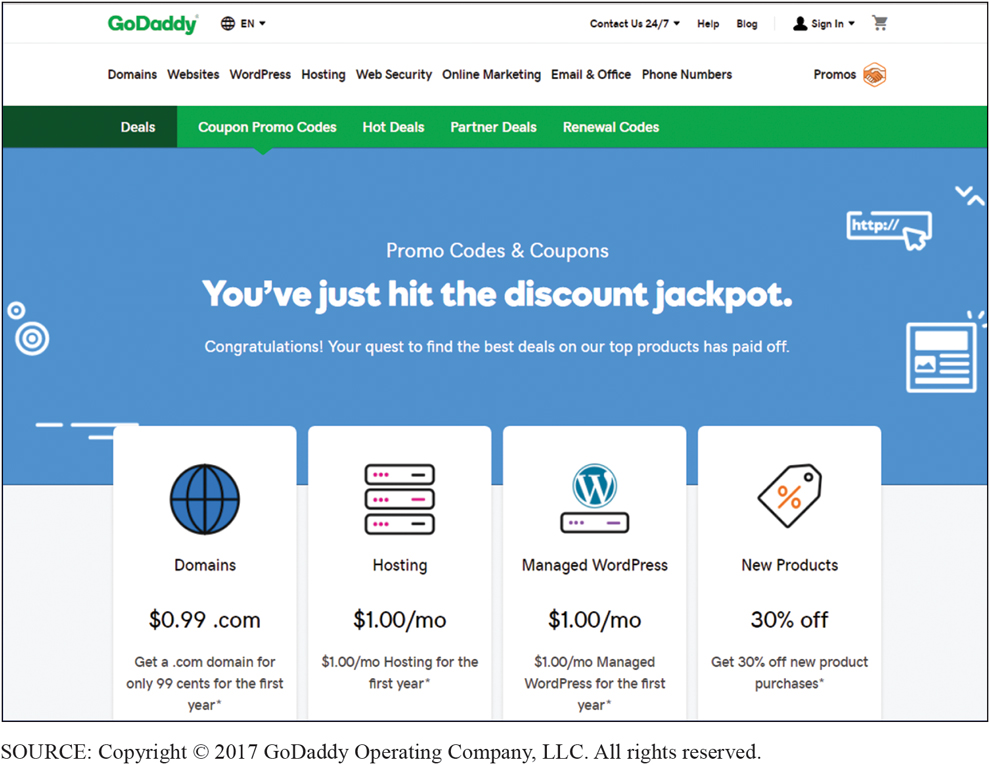 GoDaddy EN Contact Us 24/7 Help Blog Sign In
Domains Websites WordPress Hosting Web Security Online Marketing Email & Office Phone Numbers Promos
Deals Coupon Promo Codes Hot Deals Partner Deals Renewal Codes
http://
Promo Codes & Coupons
You've just hit the discount jackpot.
Congratulations! Your quest to find the best deals on our top products has paid off.
Domains
$0.99 .com
Get a .com domain for
only 99 cents for the first
year*
Hosting
$1.00/mo
$1.00/mo Hosting for the
first year*
W
Managed WordPress
$1.00/mo
$1.00/mo Managed
WordPress for the first
year*
%
New Products
30% off
Get 30% off new product
purchases*
SOURCE: Copyright © 2017 GoDaddy Operating Company, LLC. All rights reserved.